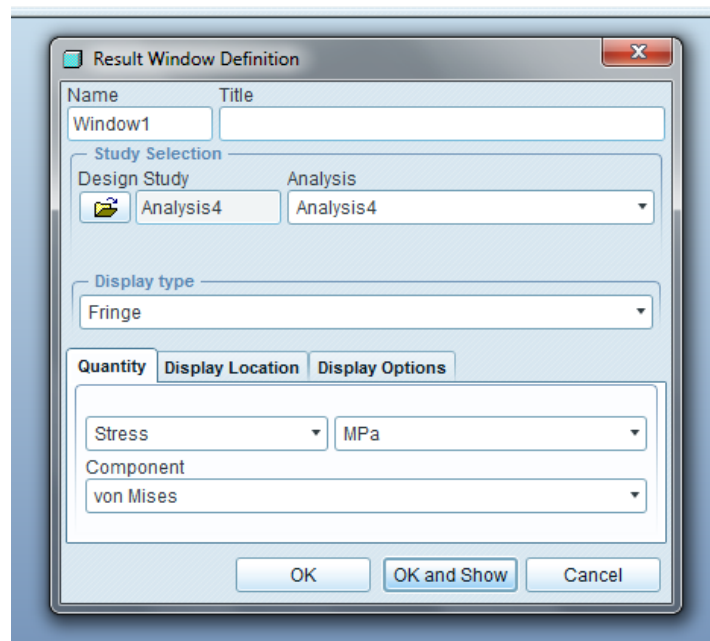 Result Window Definition
Name Title
Window1
Study Selection
Design Study Analysis
Analysis4 Analysis4
Display type
Fringe
Quantity Display Location Display Options
Stress MPa
Component
von Mises
OK OK and Show Cancel